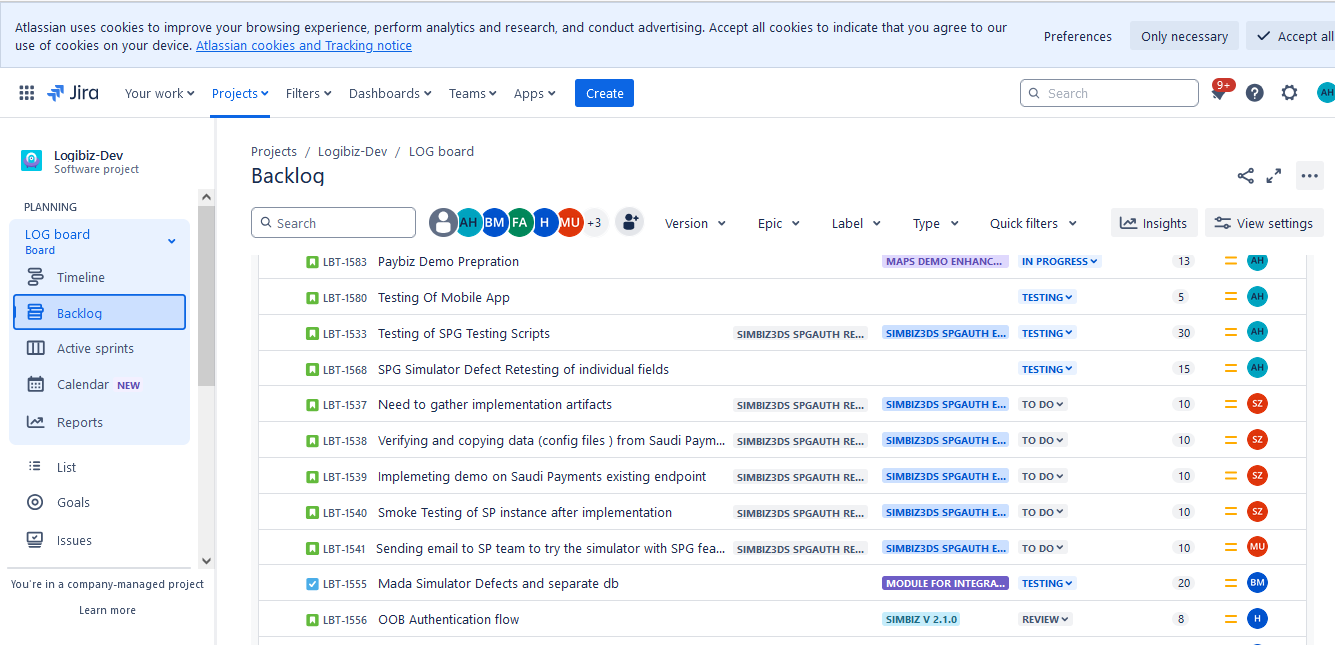 Atlassian uses cookies to improve your browsing experience, perform analytics and research, and conduct advertising. Accept all cookies to indicate that you agree to our
use of cookies on your device. Atlassian cookies and Tracking notice
Preferences Only necessary Accept all
Jira Your work Projects Filters Dashboards Teams Apps Create Search 9+ AH
Logibiz-Dev
Software project
PLANNING
LOG board
Board
Timeline
Backlog
Active sprints
Calendar NEW
Reports
List
Goals
Issues
You're in a company-managed project
Learn more
Projects / Logibiz-Dev / LOG board
Backlog
Search AH BM FA H MU +3 Version Epic Label Type Quick filters Insights View settings
LBT-1583 Paybiz Demo Prepration MAPS DEMO ENHANC... IN PROGRESS 13 AH
LBT-1580 Testing Of Mobile App TESTING 5 AH
LBT-1533 Testing of SPG Testing Scripts SIMBIZ3DS SPGAUTH RE... SIMBIZ3DS SPGAUTH E... TESTING 30 AH
LBT-1568 SPG Simulator Defect Retesting of individual fields TESTING 15 AH
LBT-1537 Need to gather implementation artifacts SIMBIZ3DS SPGAUTH RE... SIMBIZ3DS SPGAUTH E... TO DO 10 SZ
LBT-1538 Verifying and copying data (config files ) from Saudi Paym... SIMBIZ3DS SPGAUTH RE... SIMBIZ3DS SPGAUTH E... TO DO 10 SZ
LBT-1539 Implemeting demo on Saudi Payments existing endpoint SIMBIZ3DS SPGAUTH RE... SIMBIZ3DS SPGAUTH E... TO DO 10 SZ
LBT-1540 Smoke Testing of SP instance after implementation SIMBIZ3DS SPGAUTH RE... SIMBIZ3DS SPGAUTH E... TO DO 10 SZ
LBT-1541 Sending email to SP team to try the simulator with SPG fea... SIMBIZ3DS SPGAUTH RE... SIMBIZ3DS SPGAUTH E... TO DO 10 MU
LBT-1555 Mada Simulator Defects and separate db MODULE FOR INTEGRA... TESTING 20 BM
LBT-1556 OOB Authentication flow SIMBIZ V 2.1.0 REVIEW 8 H